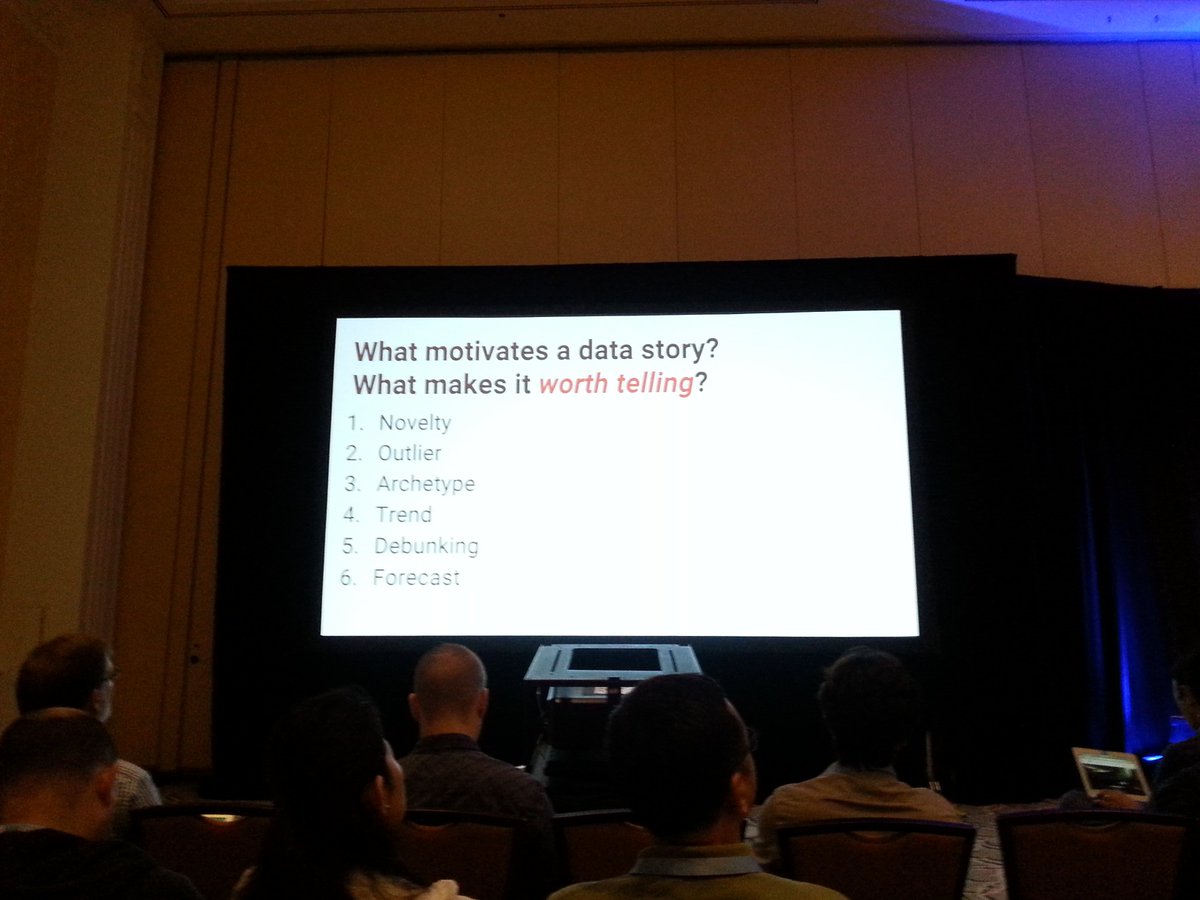 What motivates a data story?
What makes it worth telling?
1. Novelty
2. Outlier
3. Archetype
4. Trend
5. Debunking
6. Forecast